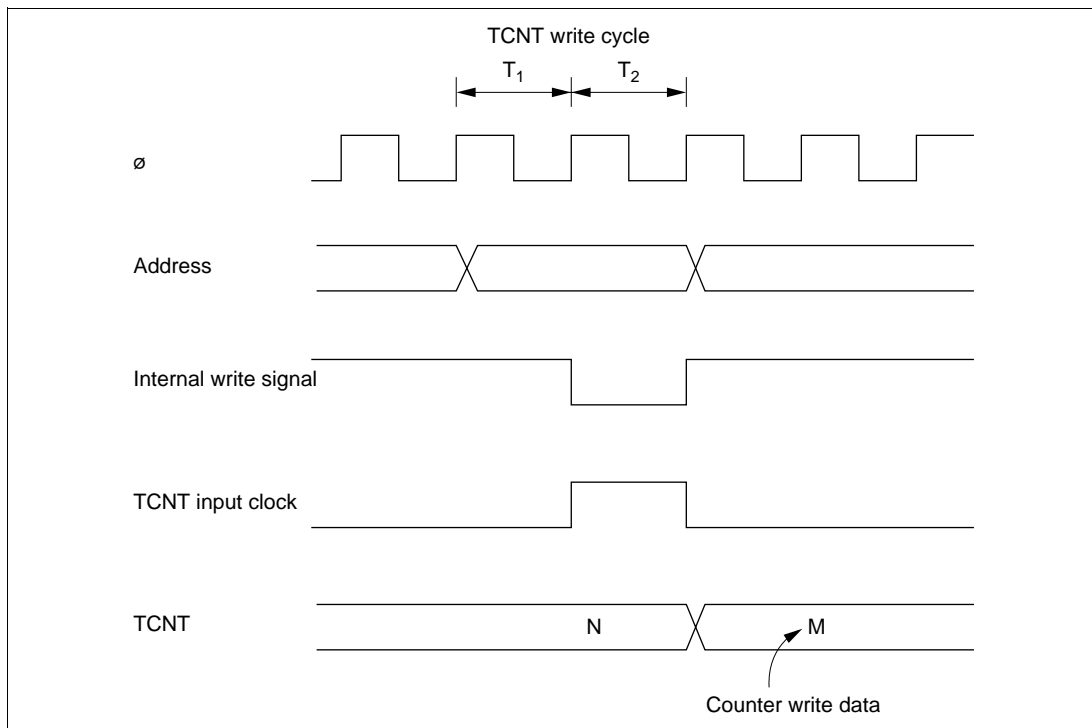 TCNT write cycle
T₁ T₂
ø
Address
Internal write signal
TCNT input clock
TCNT N M
Counter write data